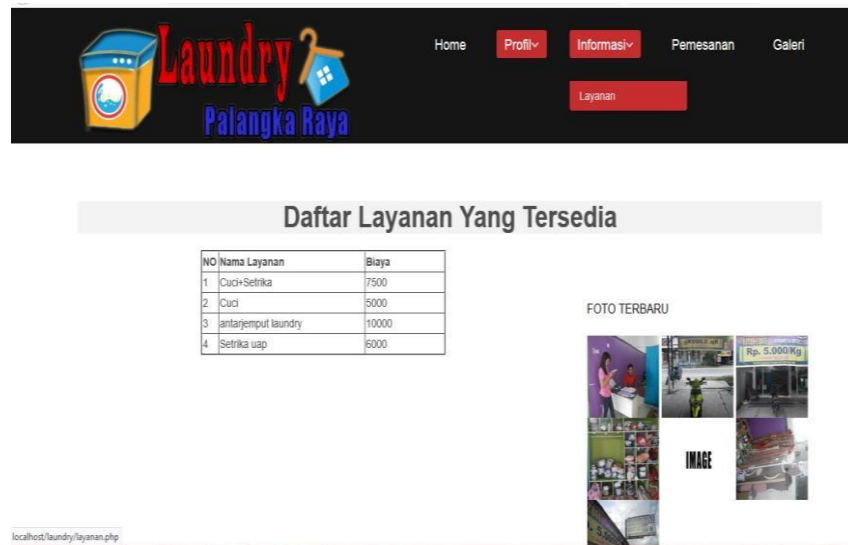 Laundry
Palangka Raya
Home Profil Informasi Pemesanan Galeri
Layanan
Daftar Layanan Yang Tersedia
NO Nama Layanan Biaya
1 Cuci+Setrika 7500
2 Cuci 5000
3 antarjemput laundry 10000
4 Setrika uap 6000
FOTO TERBARU
Rp. 5.000/Kg
IMAGE
localhost/laundry/layanan.php